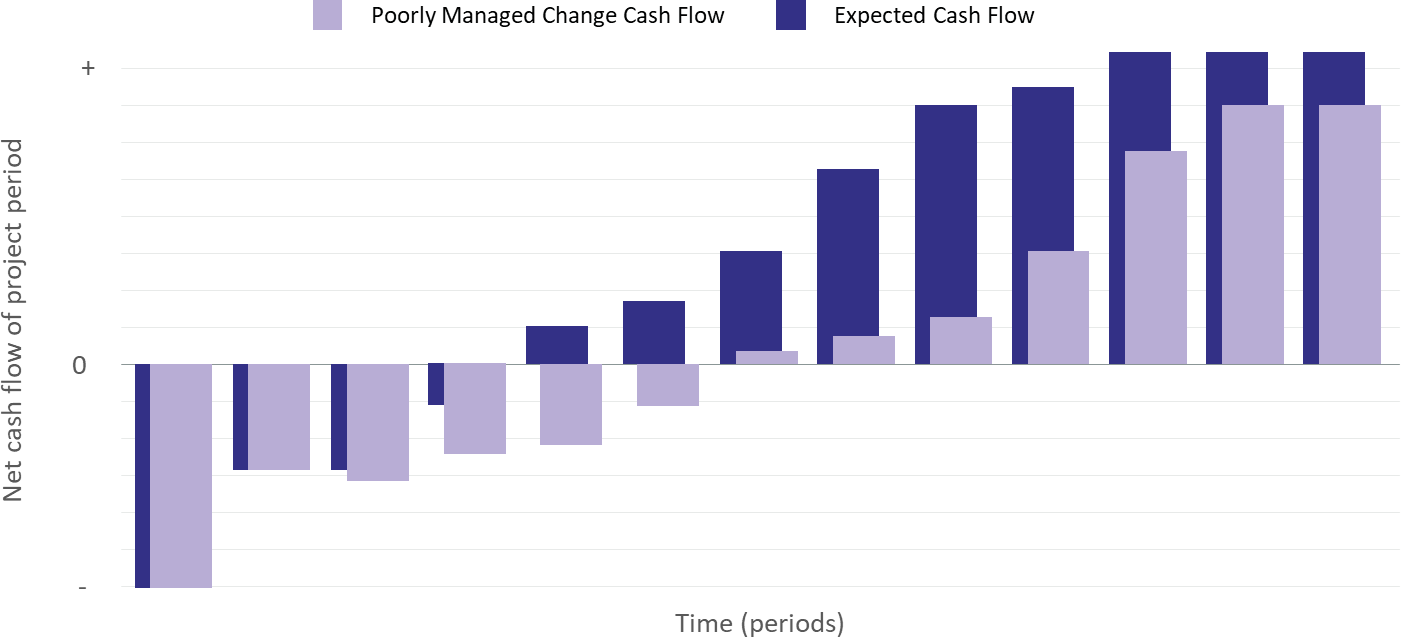 Poorly Managed Change Cash Flow
Expected Cash Flow
+
0
-
Net cash flow of project period
Time (periods)